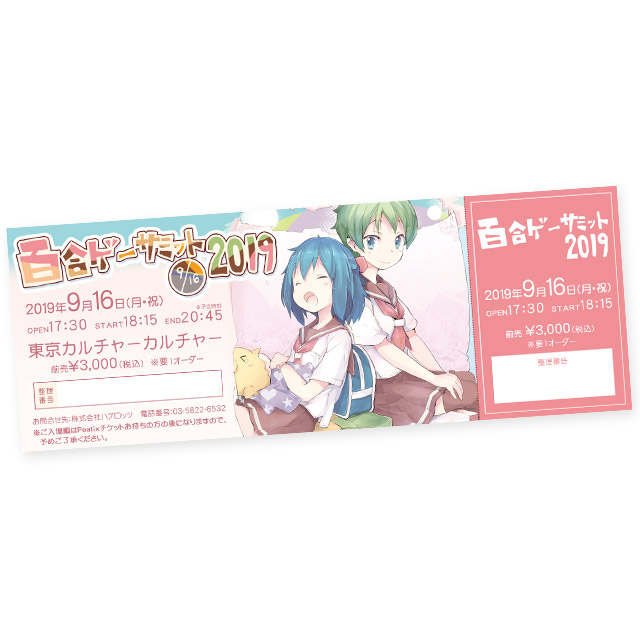 百合ゲーサミット2019
9/16
2019年9月16日(月・祝)
OPEN17:30 START18:15 END20:45
東京カルチャーカルチャー
前売¥3,000(税込) ※要1オーダー
整理
番号
お問合せ先:株式会社ハブロッツ 電話番号:03-5822-6532
※ご入場順はPeatixチケットお持ちの方の後になりますので、
予めご了承ください。
百合ゲーサミット
2019
2019年9月16日(月・祝)
OPEN17:30 START18:15
前売 ¥3,000(税込)
※要1オーダー
整理番号